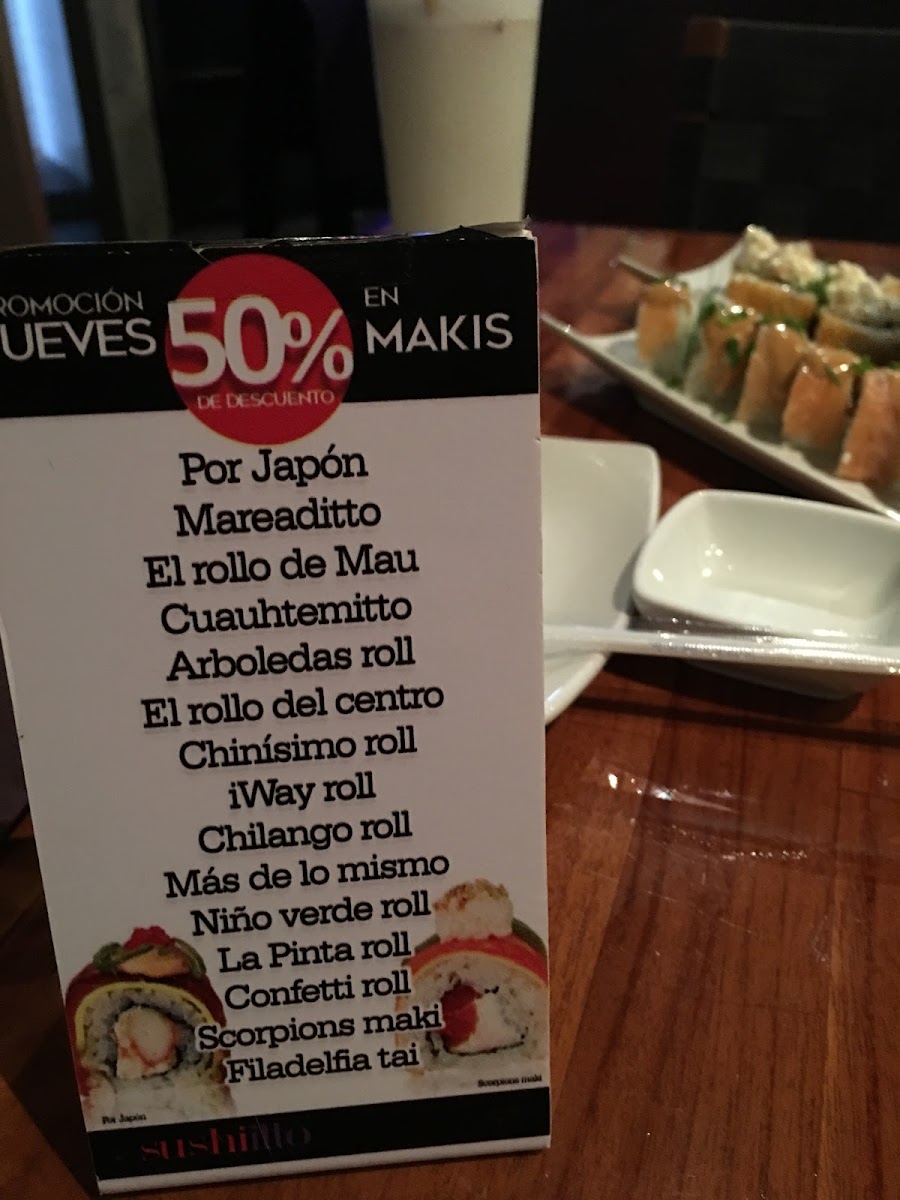 ROMOCIÓN
UEVES
50%
DE DESCUENTO
EN
MAKIS
Por Japón
Mareaditto
El rollo de Mau
Cuauhtemitto
Arboledas roll
El rollo del centro
Chinísimo roll
iWay roll
Chilango roll
Más de lo mismo
Niño verde roll
La Pinta roll
Confetti roll
Scorpions maki
Filadelfia tai
Por Japón
Scorpions maki
sushiitto